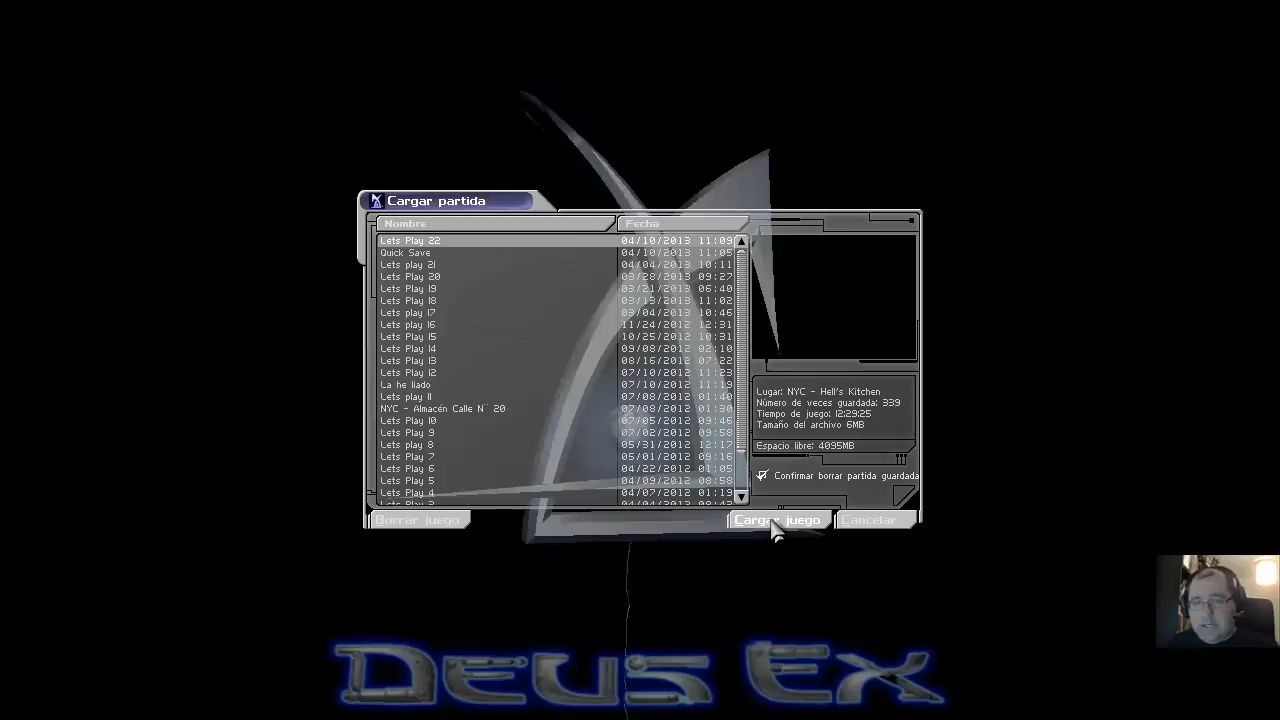 Cargar partida
Nombre Fecha
Lets Play 22 04/10/2013 11:09
Quick Save 04/10/2013 11:05
Lets play 21 04/04/2013 10:11
Lets Play 20 03/28/2013 09:27
Lets Play 19 03/21/2013 06:40
Lets Play 18 03/13/2013 11:02
Lets play 17 03/04/2013 10:46
Lets play 16 11/24/2012 12:31
Lets Play 15 10/25/2012 10:31
Lets Play 14 09/08/2012 02:10
Lets Play 13 08/16/2012 07:22
Lets Play 12 07/10/2012 11:23
La he liado 07/10/2012 11:19
Lets play 11 07/08/2012 01:40
NYC - Almacén Calle N¨ 20 07/08/2012 01:30
Lets Play 10 07/05/2012 09:46
Lets Play 9 07/02/2012 09:58
Lets play 8 05/31/2012 12:17
Lets Play 7 05/01/2012 09:16
Lets Play 6 04/22/2012 01:05
Lets Play 5 04/09/2012 08:58
Lets Play 4 04/07/2012 01:19
Lugar: NYC - Hell's Kitchen
Número de veces guardada: 339
Tiempo de juego: 12:29:25
Tamaño del archivo 6MB
Espacio libre: 4095MB
Confirmar borrar partida guardada
Borrar juego Cargar juego Cancelar
DEUS EX